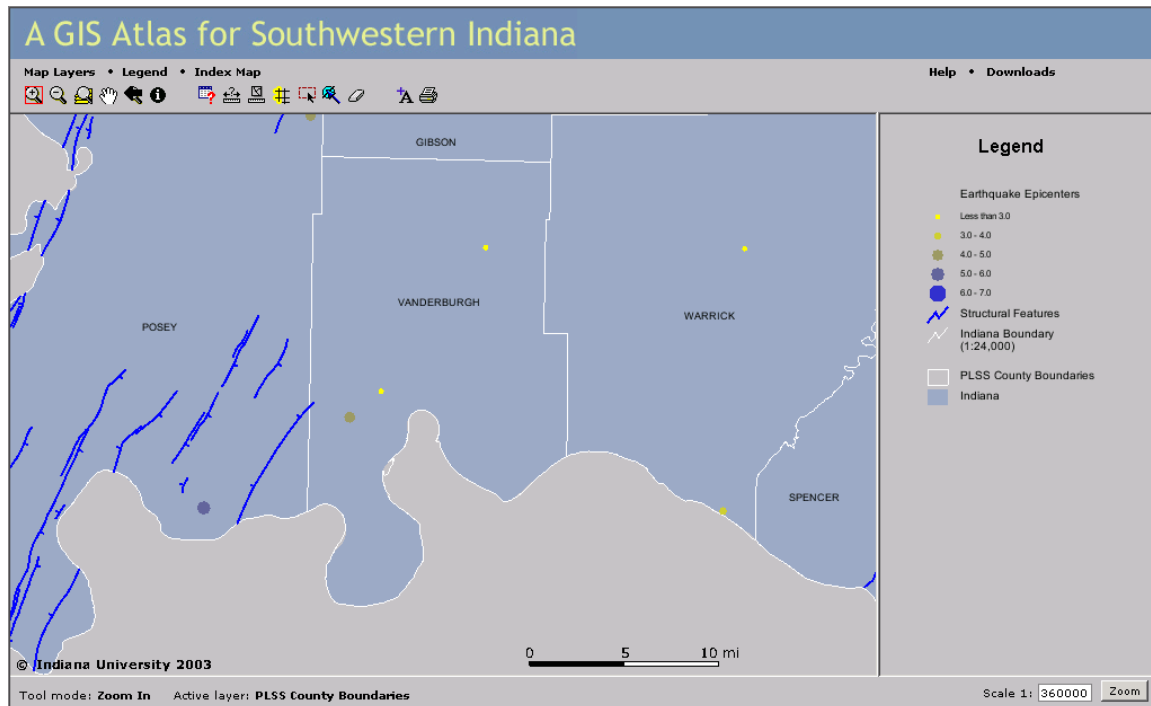 A GIS Atlas for Southwestern Indiana
Map Layers • Legend • Index Map
Help • Downloads
GIBSON
VANDERBURGH
WARRICK
POSEY
SPENCER
Legend
Earthquake Epicenters
Less than 3.0
3.0 - 4.0
4.0 - 5.0
5.0 - 6.0
6.0 - 7.0
Structural Features
Indiana Boundary
(1:24,000)
PLSS County Boundaries
Indiana
© Indiana University 2003
0 5 10 mi
Tool mode: Zoom In Active layer: PLSS County Boundaries
Scale 1: 360000 Zoom